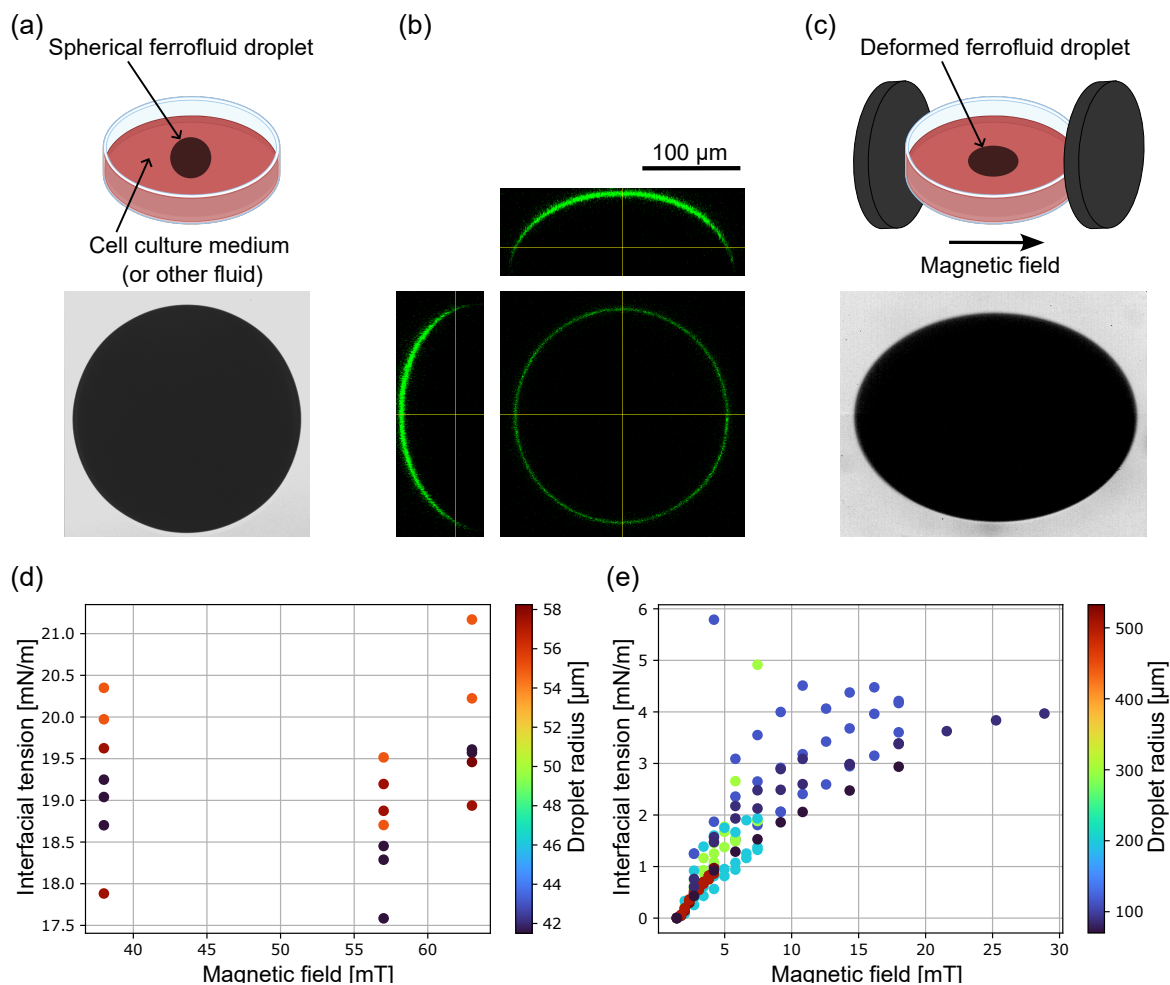 (a)
Spherical ferrofluid droplet
Cell culture medium
(or other fluid)
(b)
100 µm
(c)
Deformed ferrofluid droplet
Magnetic field
(d)
Interfacial tension [mN/m]
21.0
20.5
20.0
19.5
19.0
18.5
18.0
17.5
40
45
50
55
60
Magnetic field [mT]
58
56
54
52
50
48
46
44
42
Droplet radius [µm]
(e)
Interfacial tension [mN/m]
6
5
4
3
2
1
0
5
10
15
20
25
30
Magnetic field [mT]
500
400
300
200
100
Droplet radius [µm]